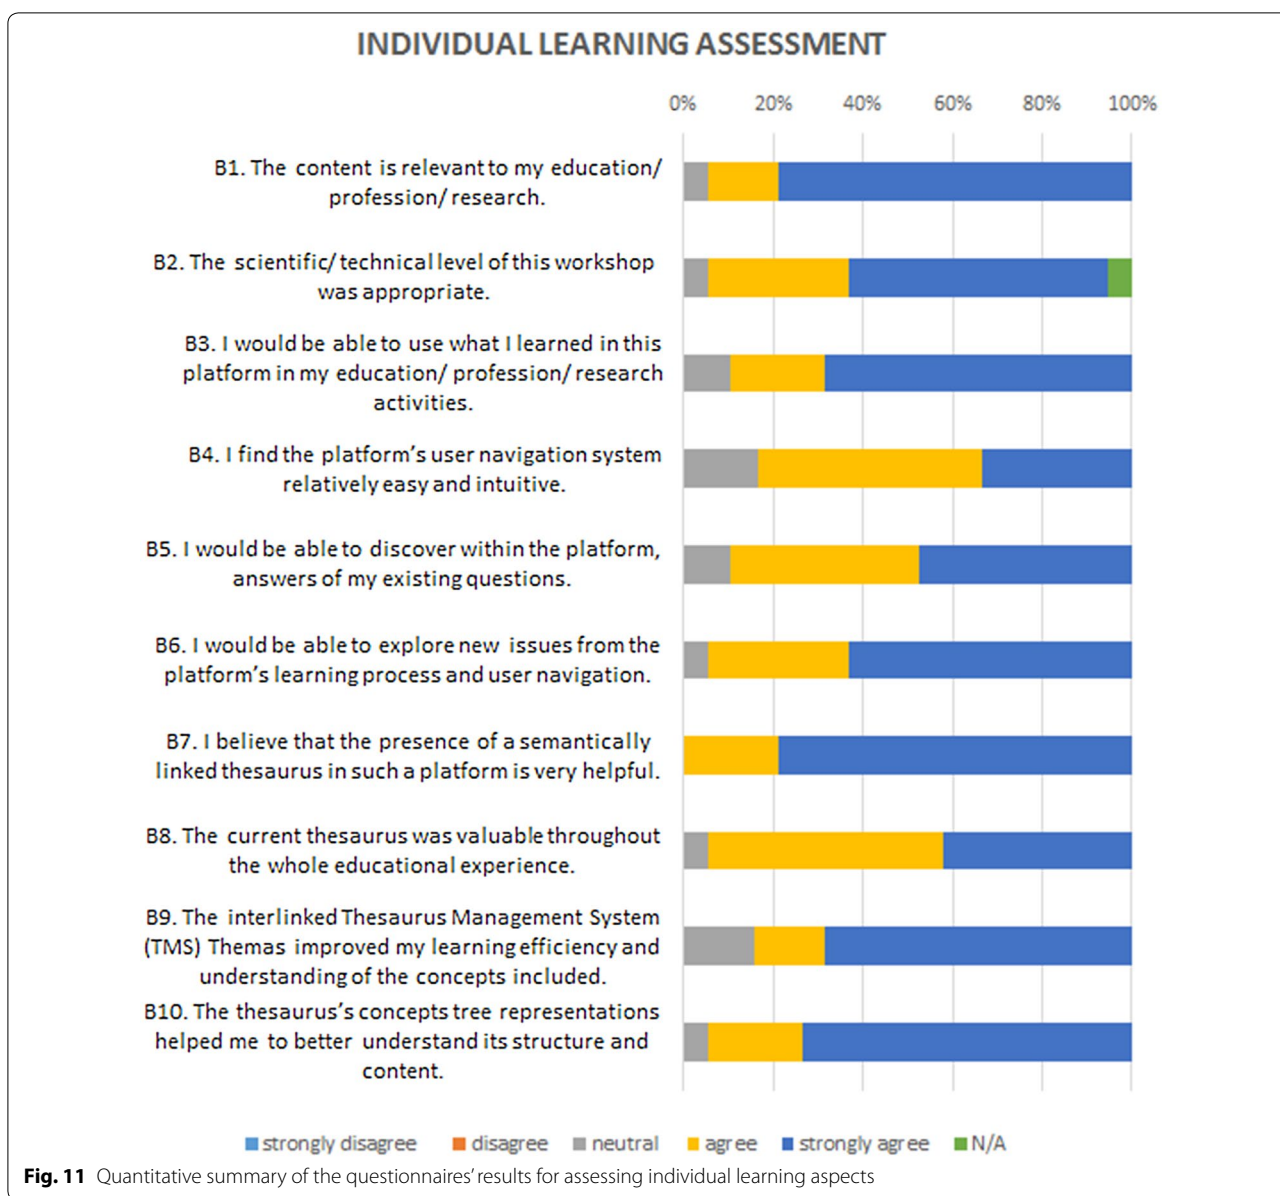 INDIVIDUAL LEARNING ASSESSMENT
0% 20% 40% 60% 80% 100%
B1. The content is relevant to my education/
profession/ research.
B2. The scientific/ technical level of this workshop
was appropriate.
B3. I would be able to use what I learned in this
platform in my education/ profession/ research
activities.
B4. I find the platform's user navigation system
relatively easy and intuitive.
B5. I would be able to discover within the platform,
answers of my existing questions.
B6. I would be able to explore new issues from the
platform's learning process and user navigation.
B7. I believe that the presence of a semantically
linked thesaurus in such a platform is very helpful.
B8. The current thesaurus was valuable throughout
the whole educational experience.
B9. The interlinked Thesaurus Management System
(TMS) Themas improved my learning efficiency and
understanding of the concepts included.
B10. The thesaurus's concepts tree representations
helped me to better understand its structure and
content.
strongly disagree disagree neutral agree strongly agree N/A
Fig. 11 Quantitative summary of the questionnaires' results for assessing individual learning aspects